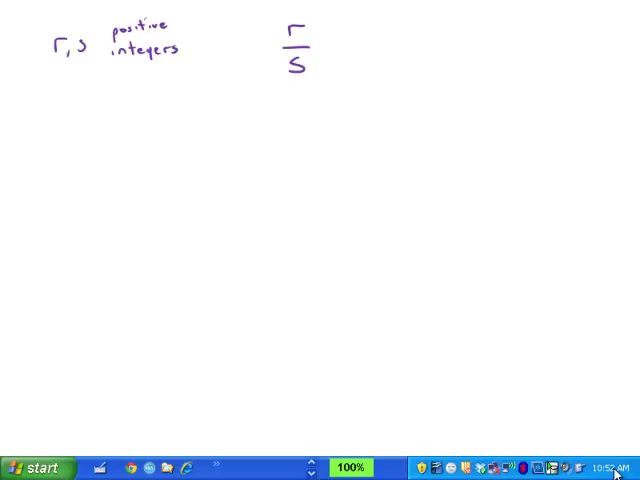 r, s positive integers
r
s
start
100%
10:52 AM